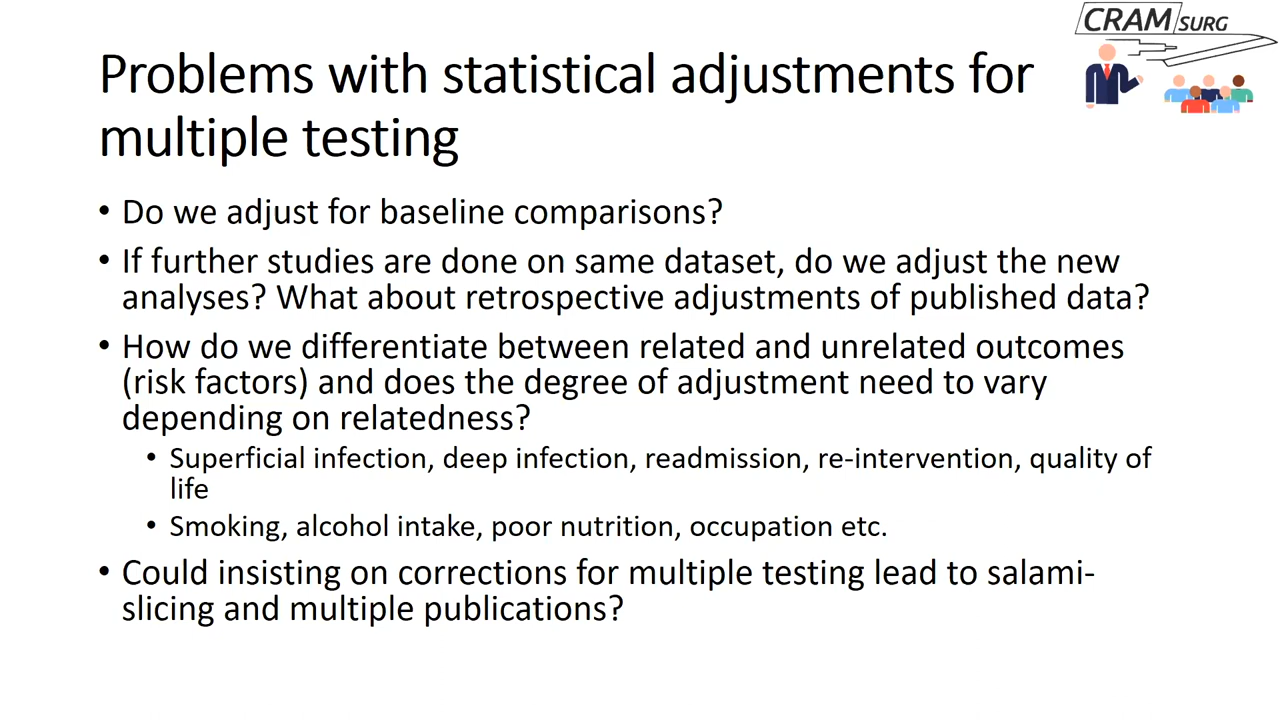 CRAM SURG
Problems with statistical adjustments for
multiple testing
• Do we adjust for baseline comparisons?
• If further studies are done on same dataset, do we adjust the new
analyses? What about retrospective adjustments of published data?
• How do we differentiate between related and unrelated outcomes
(risk factors) and does the degree of adjustment need to vary
depending on relatedness?
• Superficial infection, deep infection, readmission, re-intervention, quality of
life
• Smoking, alcohol intake, poor nutrition, occupation etc.
• Could insisting on corrections for multiple testing lead to salami-
slicing and multiple publications?